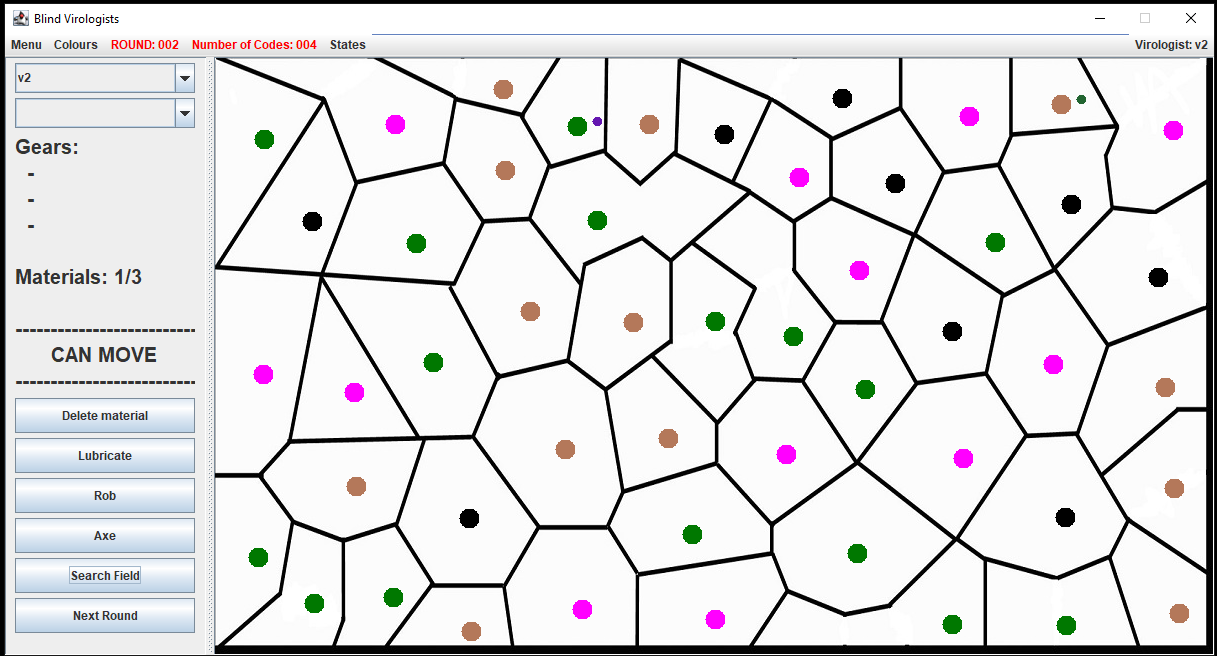 Blind Virologists
Menu Colours ROUND: 002 Number of Codes: 004 States Virologist: v2
v2
Gears:
-
-
-
Materials: 1/3
--------------------------
CAN MOVE
--------------------------
Delete material
Lubricate
Rob
Axe
Search Field
Next Round